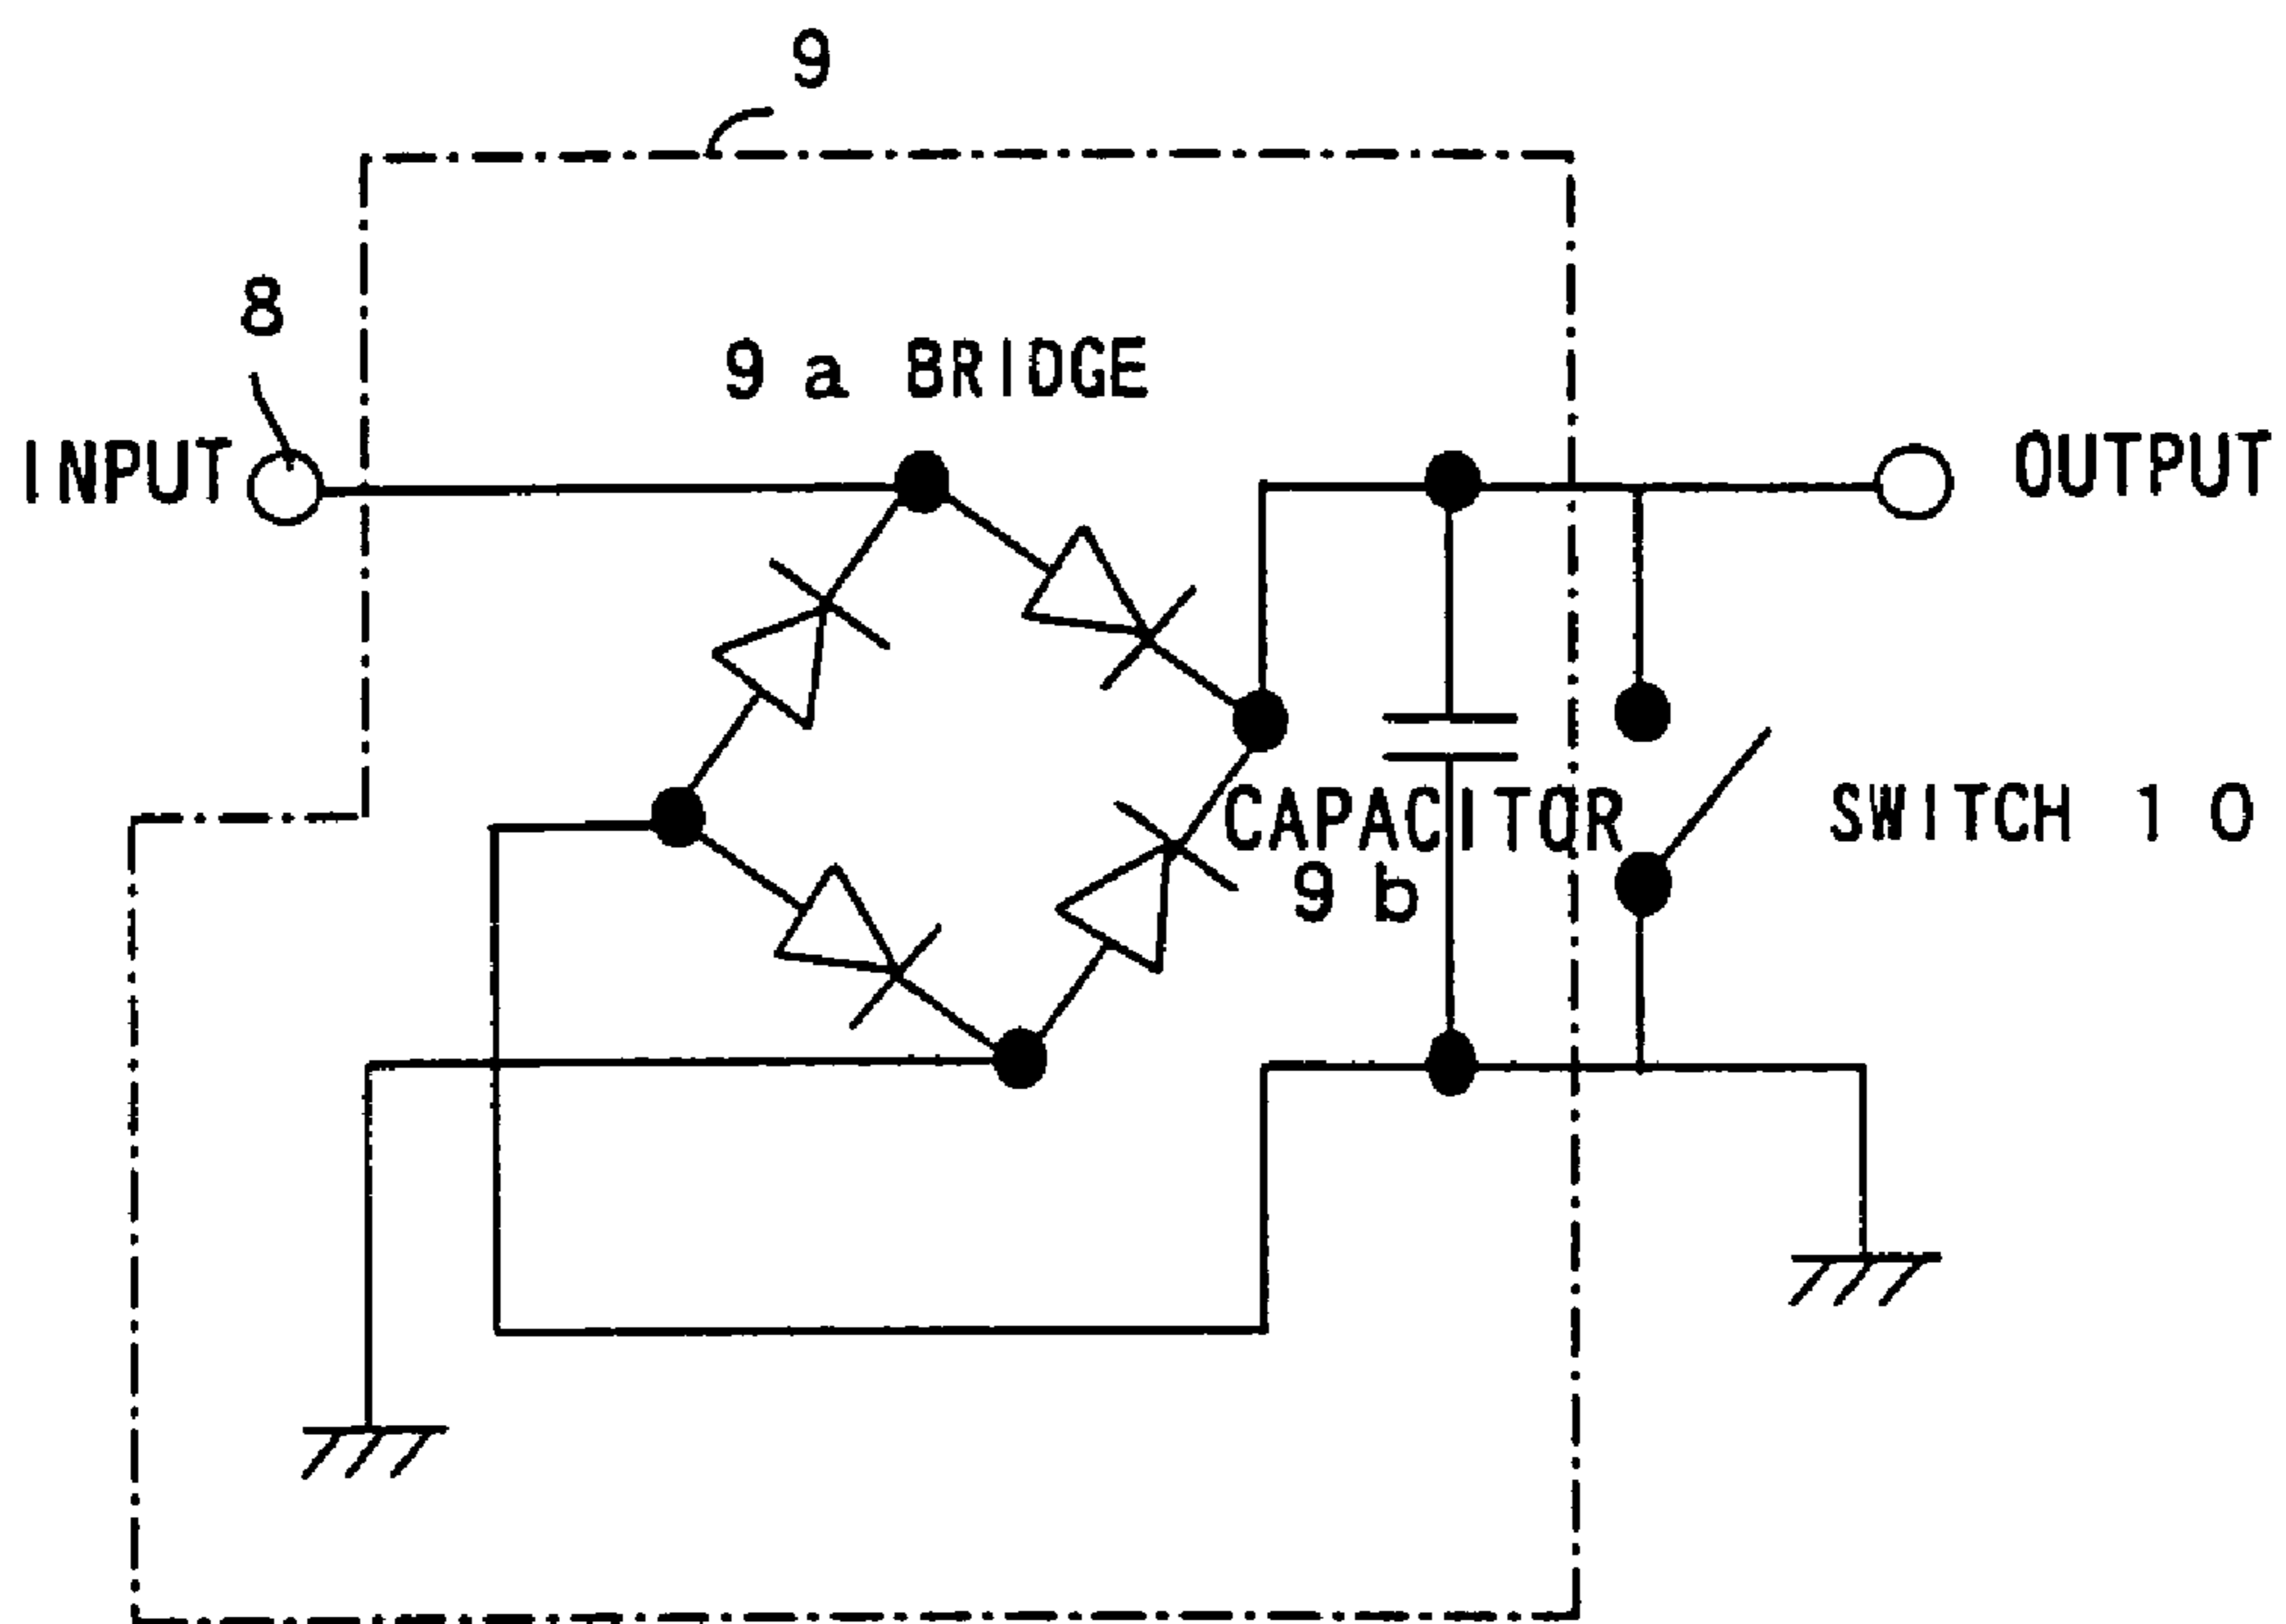 9
8
9 a BRIDGE
INPUT
OUTPUT
CAPACITOR
9 b
SWITCH 1 0